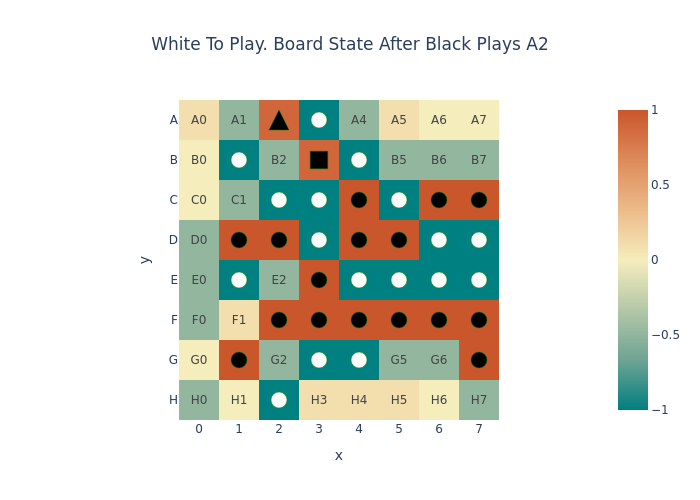 White To Play. Board State After Black Plays A2
A A0 A1 A4 A5 A6 A7
B B0 B2 B5 B6 B7
C C0 C1
D D0
E E0 E2
F F0 F1
G G0 G2 G5 G6
H H0 H1 H3 H4 H5 H6 H7
0 1 2 3 4 5 6 7
x
y
1
0.5
0
−0.5
−1